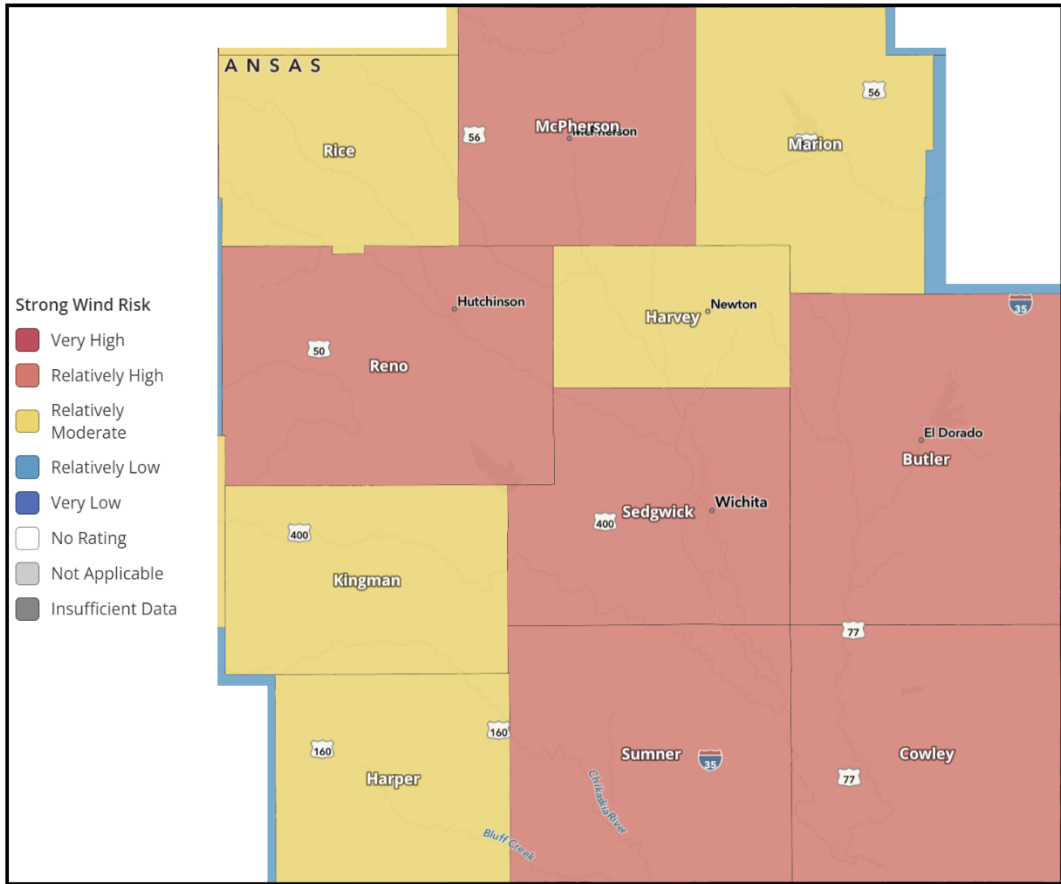 Strong Wind Risk
Very High
Relatively High
Relatively
Moderate
Relatively Low
Very Low
No Rating
Not Applicable
Insufficient Data
ANSAS
56
Rice
56
McPherson
McPherson
Marion
Hutchinson
Newton
Harvey
35
50
Reno
El Dorado
Butler
Wichita
Sedgwick
400
400
Kingman
77
160
160
Harper
Sumner
35
Cowley
77
Chikaskia River
Bluff Creek